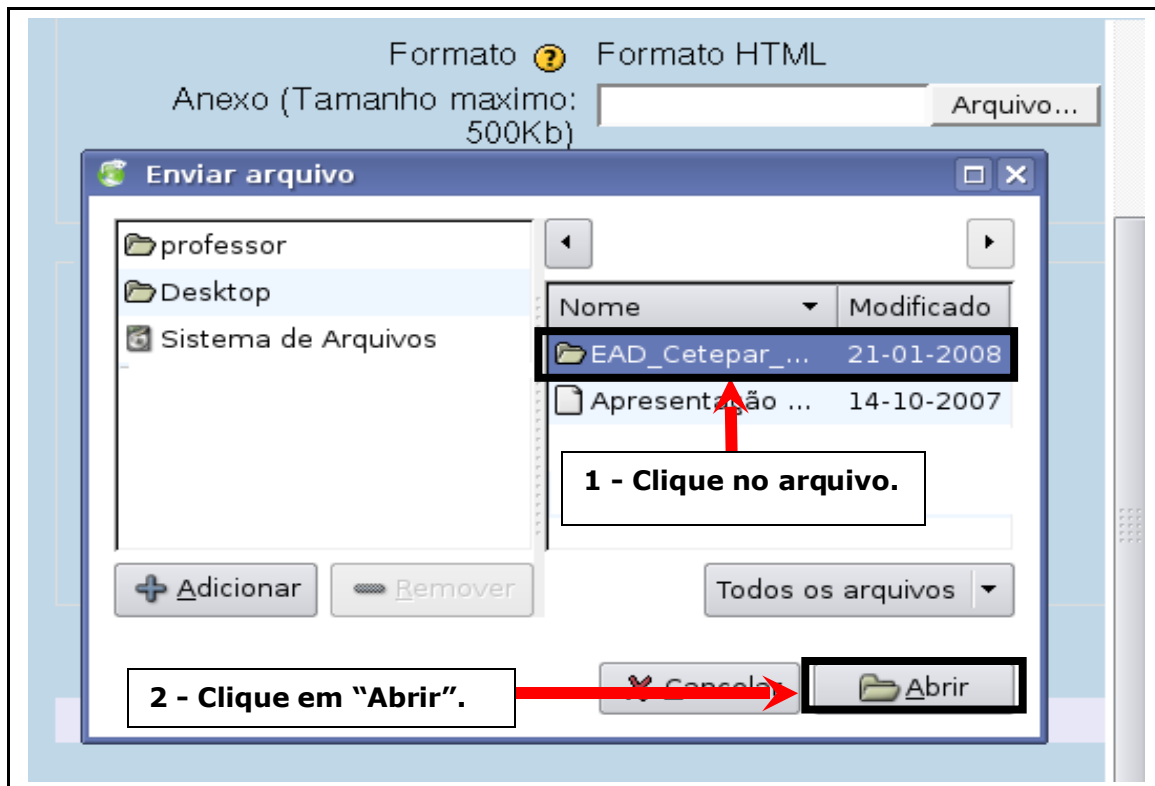 Formato ? Formato HTML
Anexo (Tamanho maximo:
500Kb)
Arquivo...
Enviar arquivo
professor
Desktop
Sistema de Arquivos
Nome Modificado
EAD_Cetepar_... 21-01-2008
Apresentação ... 14-10-2007
1 - Clique no arquivo.
Adicionar Remover
Todos os arquivos
2 - Clique em “Abrir”.
Cancelar Abrir